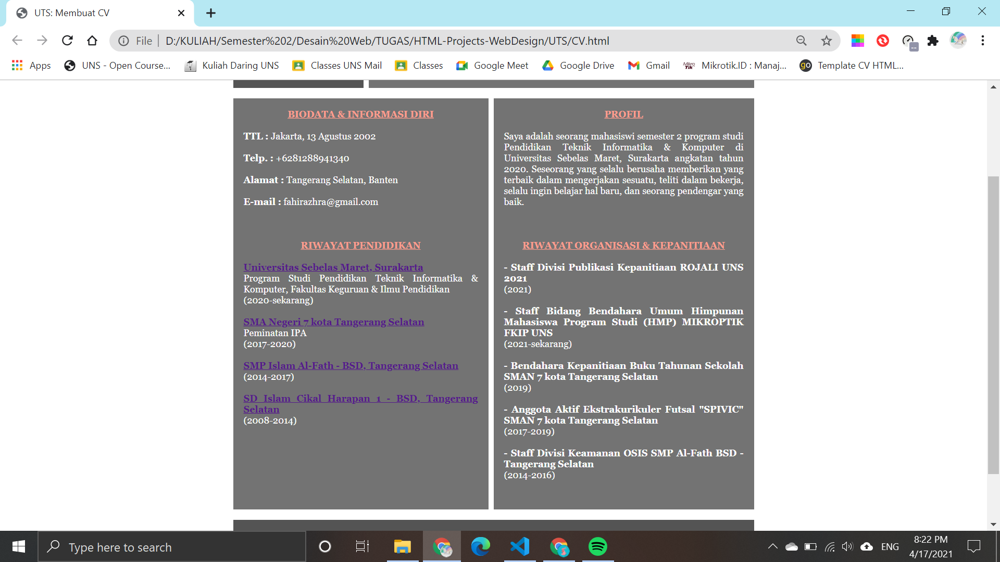 UTS: Membuat CV
File
D:/KULIAH/Semester%202/Desain%20Web/TUGAS/HTML-Projects-WebDesign/UTS/CV.html
Apps
UNS - Open Course...
Kuliah Daring UNS
Classes UNS Mail
Classes
Google Meet
Google Drive
Gmail
Mikro
Tik
Mikrotik.ID : Manaj...
go
Template CV HTML...
BIODATA & INFORMASI DIRI
TTL : Jakarta, 13 Agustus 2002
Telp. : +6281288941340
Alamat : Tangerang Selatan, Banten
E-mail : fahirazhra@gmail.com
RIWAYAT PENDIDIKAN
Universitas Sebelas Maret, Surakarta
Program Studi Pendidikan Teknik Informatika &
Komputer, Fakultas Keguruan & Ilmu Pendidikan
(2020-sekarang)
SMA Negeri 7 kota Tangerang Selatan
Peminatan IPA
(2017-2020)
SMP Islam Al-Fath - BSD, Tangerang Selatan
(2014-2017)
SD Islam Cikal Harapan 1 - BSD, Tangerang
Selatan
(2008-2014)
PROFIL
Saya adalah seorang mahasiswi semester 2 program studi
Pendidikan Teknik Informatika & Komputer di
Universitas Sebelas Maret, Surakarta angkatan tahun
2020. Seseorang yang selalu berusaha memberikan yang
terbaik dalam mengerjakan sesuatu, teliti dalam bekerja,
selalu ingin belajar hal baru, dan seorang pendengar yang
baik.
RIWAYAT ORGANISASI & KEPANITIAAN
- Staff Divisi Publikasi Kepanitiaan ROJALI UNS
2021
(2021)
- Staff Bidang Bendahara Umum Himpunan
Mahasiswa Program Studi (HMP) MIKROPTIK
FKIP UNS
(2021-sekarang)
- Bendahara Kepanitiaan Buku Tahunan Sekolah
SMAN 7 kota Tangerang Selatan
(2019)
- Anggota Aktif Ekstrakurikuler Futsal "SPIVIC"
SMAN 7 kota Tangerang Selatan
(2017-2019)
- Staff Divisi Keamanan OSIS SMP Al-Fath BSD -
Tangerang Selatan
(2014-2016)
Type here to search
ENG
8:22 PM
4/17/2021